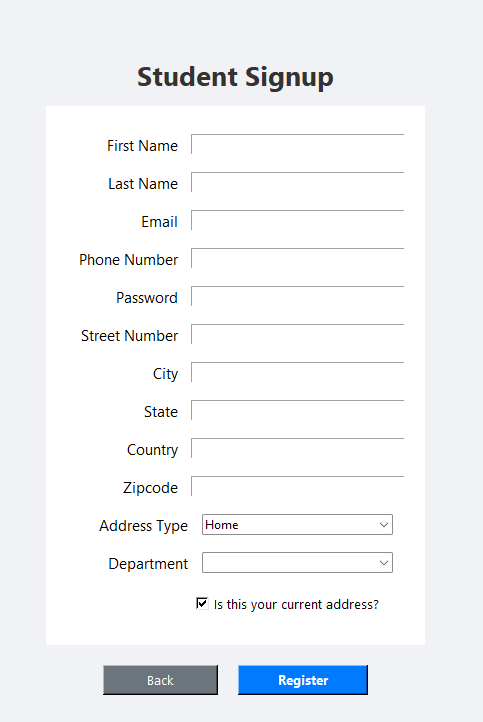 Student Signup
First Name
Last Name
Email
Phone Number
Password
Street Number
City
State
Country
Zipcode
Address Type Home
Department
Is this your current address?
Back Register